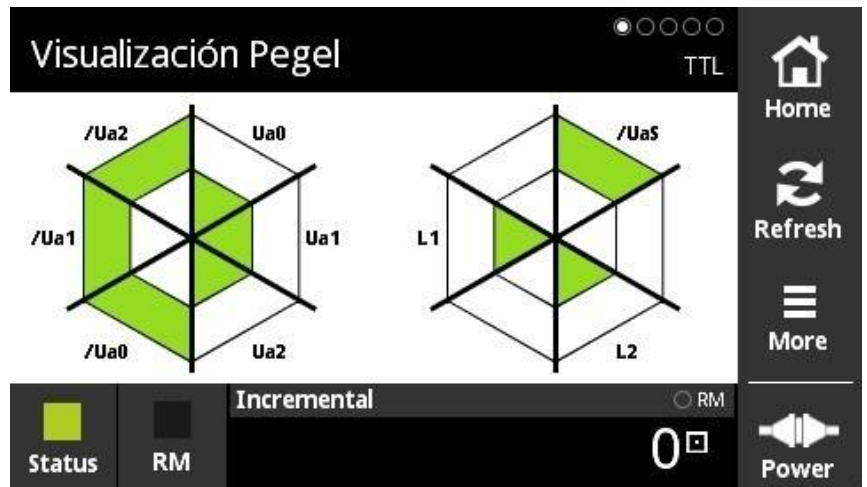 Visualización Pegel
TTL
Home
Refresh
More
Power
/Ua2
Ua0
/Ua1
Ua1
/Ua0
Ua2
/UaS
L1
L2
Status
RM
Incremental
RM
0